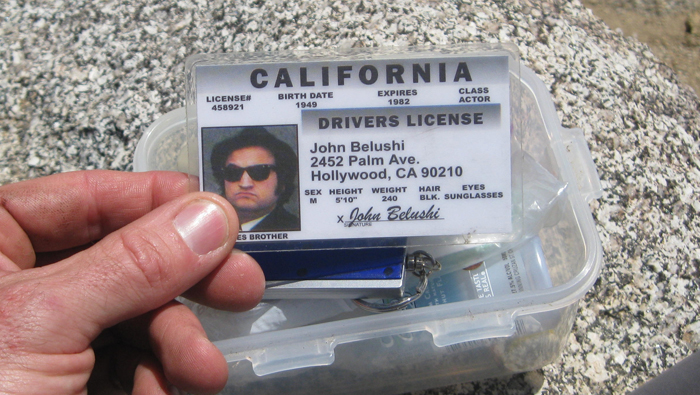 CALIFORNIA
LICENSE# BIRTH DATE EXPIRES CLASS
458921 1949 1982 ACTOR
DRIVERS LICENSE
John Belushi
2452 Palm Ave.
Hollywood, CA 90210
SEX HEIGHT WEIGHT HAIR EYES
M 5'10" 240 BLK. SUNGLASSES
X John Belushi
SIGNATURE
ES BROTHER